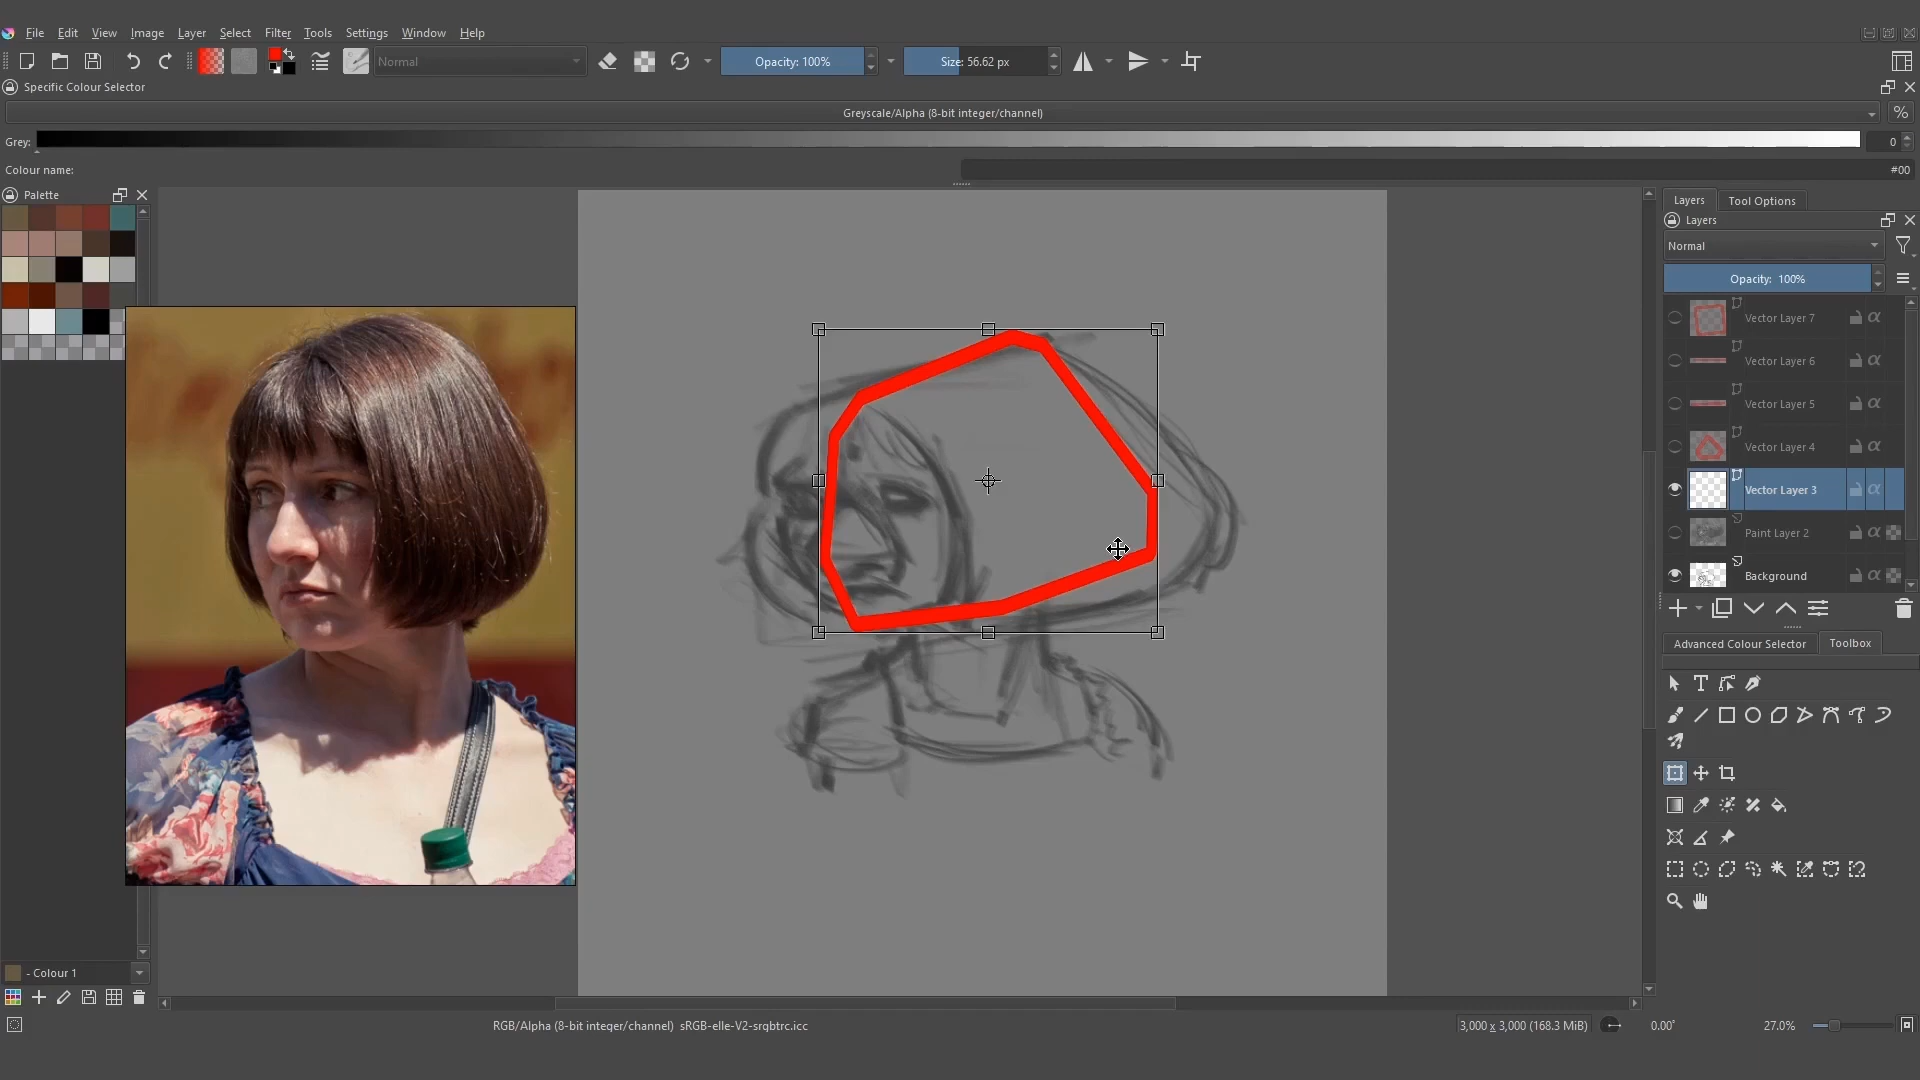 File Edit View Image Layer Select Filter Tools Settings Window Help
Normal
Opacity: 100%
Size: 56.62 px
Specific Colour Selector
Greyscale/Alpha (8-bit integer/channel)
%
Grey:
0
Colour name:
#00
Palette
Layers Tool Options
Layers
Normal
Opacity: 100%
Vector Layer 7
Vector Layer 6
Vector Layer 5
Vector Layer 4
Vector Layer 3
Paint Layer 2
Background
Advanced Colour Selector Toolbox
- Colour 1
RGB/Alpha (8-bit integer/channel) sRGB-elle-V2-srgbtrc.icc
3,000 x 3,000 (168.3 MiB)
0.00°
27.0%